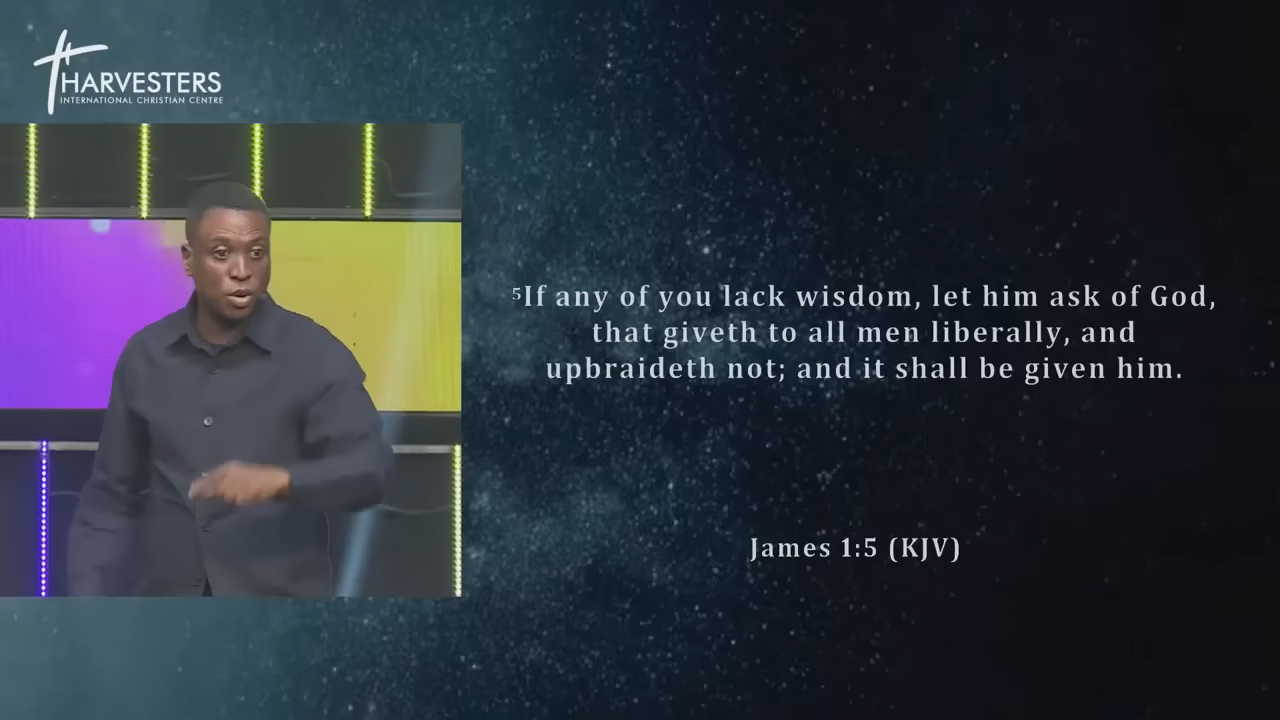 HARVESTERS
INTERNATIONAL CHRISTIAN CENTRE
⁵If any of you lack wisdom, let him ask of God,
that giveth to all men liberally, and
upbraideth not; and it shall be given him.
James 1:5 (KJV)